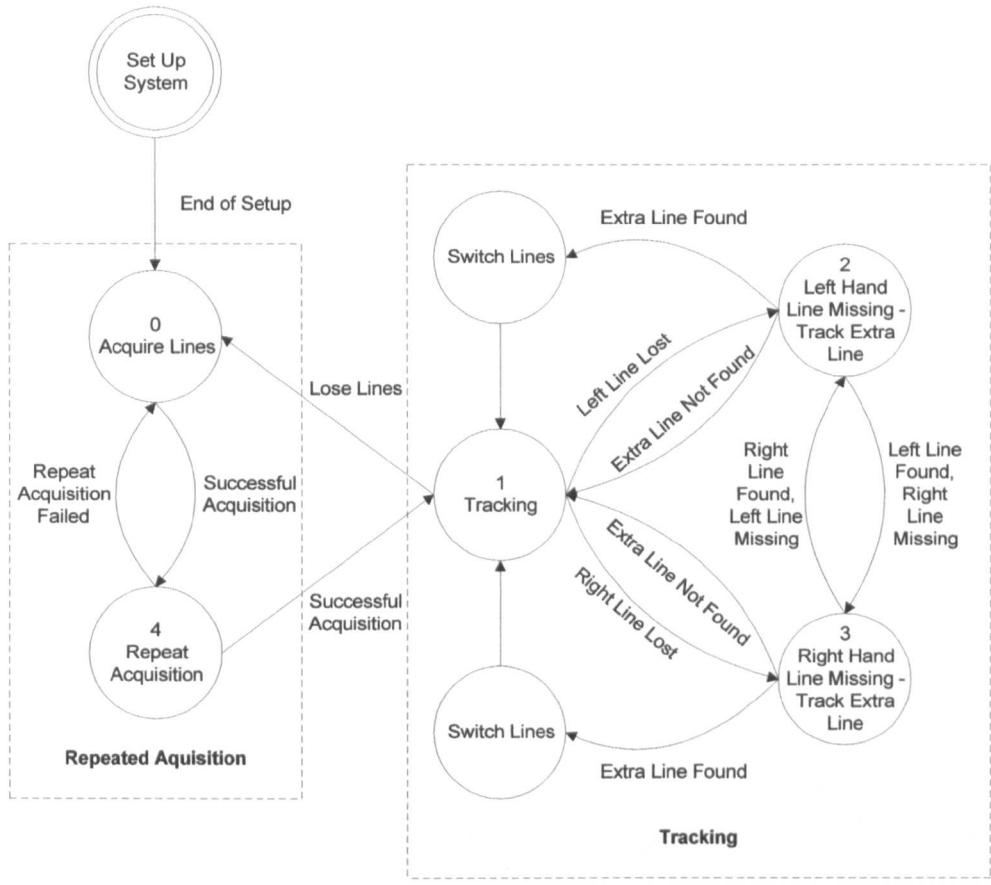 Set Up
System
End of Setup
0
Acquire Lines
Repeat
Acquisition
Failed
Successful
Acquisition
4
Repeat
Acquisition
Repeated Aquisition
Lose Lines
Successful
Acquisition
Switch Lines
Extra Line Found
2
Left Hand
Line Missing -
Track Extra
Line
Left Line Lost
Extra Line Not Found
1
Tracking
Right
Line
Found,
Left Line
Missing
Left Line
Found,
Right
Line
Missing
Extra Line Not Found
Right Line Lost
3
Right Hand
Line Missing -
Track Extra
Line
Switch Lines
Extra Line Found
Tracking